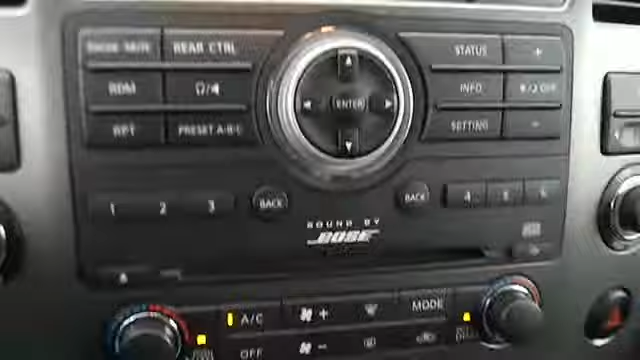 REAR CTRL
STATUS
+
RDM
ENTER
INFO
RPT
PRESET A·B·C
SETTING
-
1 2 3
BACK
BACK
4 5 6
SOUND BY
BOSE
A/C
+
MODE
OFF
-